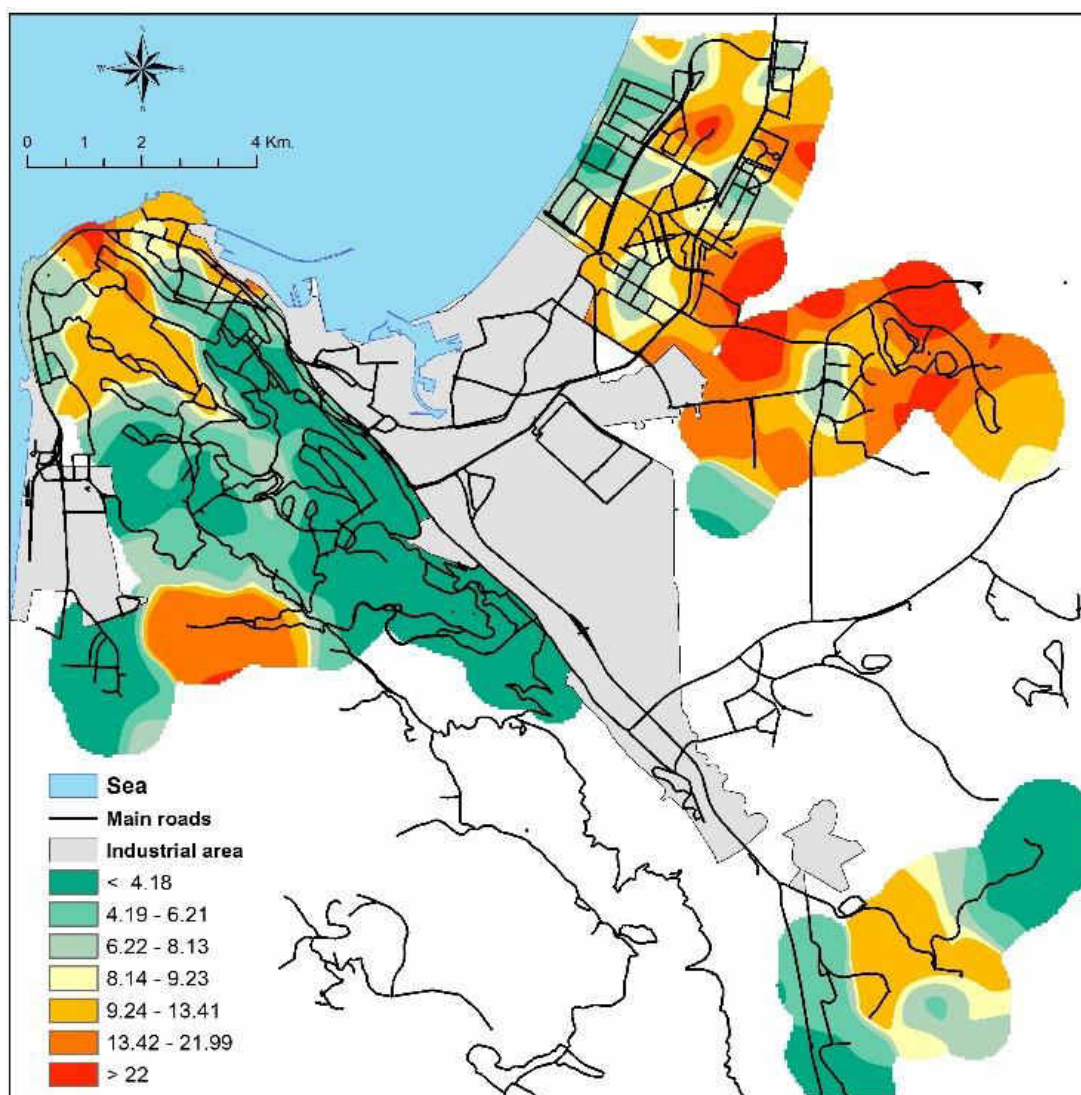 N
W
E
S
0 1 2 4 Km.
Sea
Main roads
Industrial area
< 4.18
4.19 - 6.21
6.22 - 8.13
8.14 - 9.23
9.24 - 13.41
13.42 - 21.99
> 22